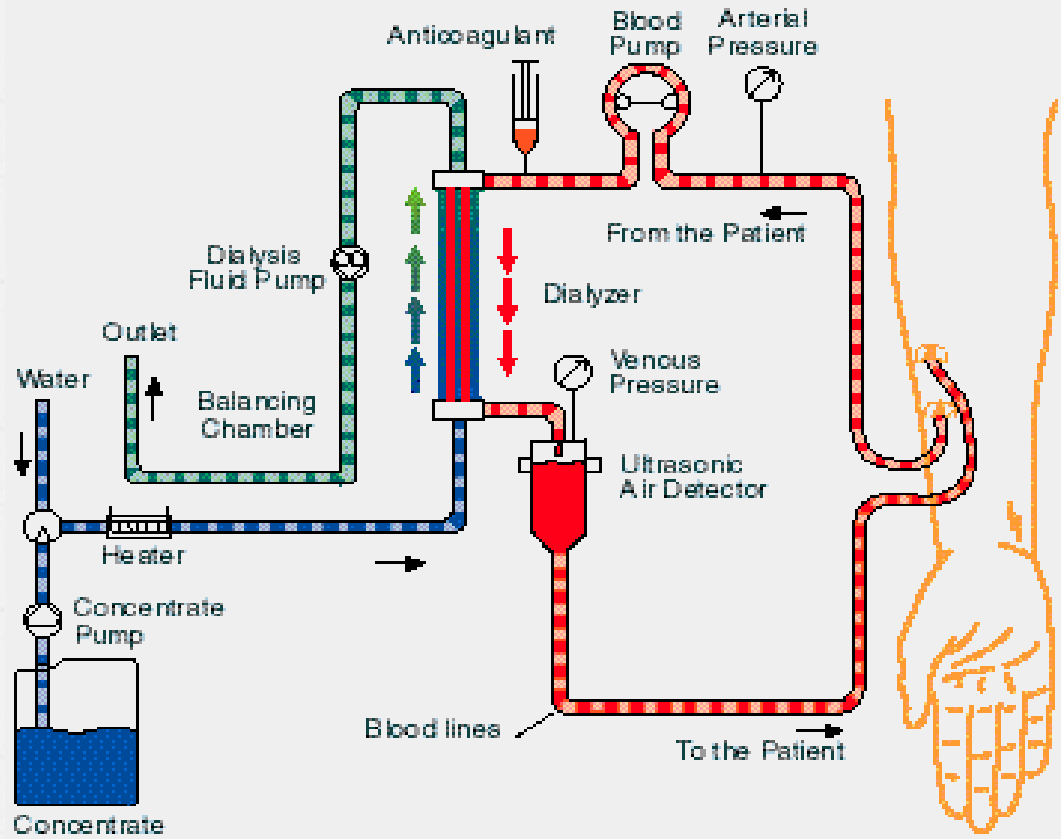 Anticoagulant
Blood
Pump
Arterial
Pressure
From the Patient
Dialysis
Fluid Pump
Dialyzer
Outlet
Water
Venous
Pressure
Balancing
Chamber
Ultrasonic
Air Detector
Heater
Concentrate
Pump
Blood lines
To the Patient
Concentrate